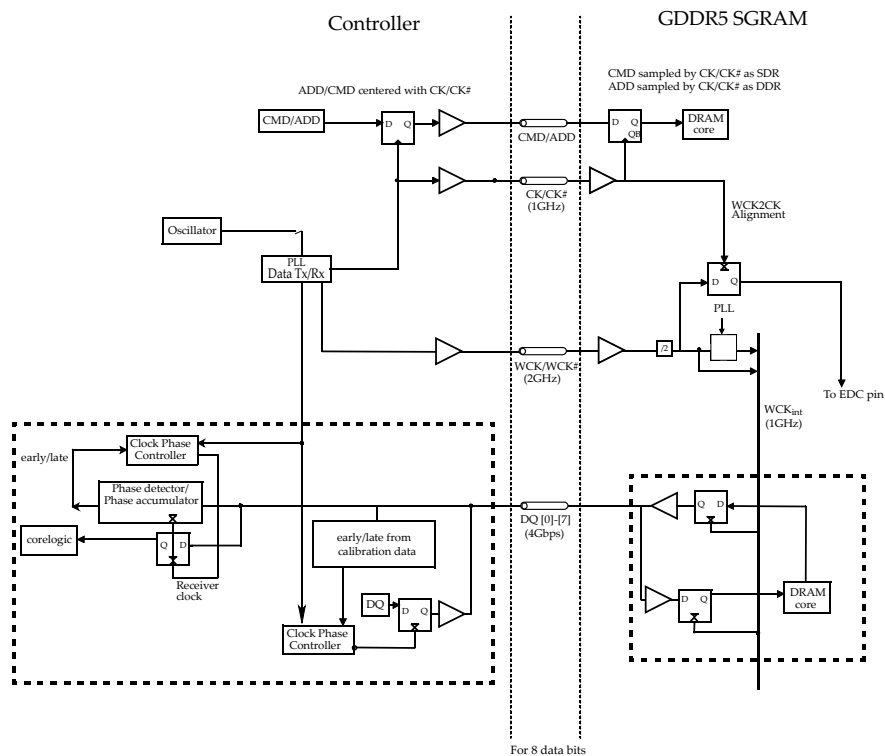 Controller
GDDR5 SGRAM
ADD/CMD centered with CK/CK#
CMD sampled by CK/CK# as SDR
ADD sampled by CK/CK# as DDR
CMD/ADD
D Q
CMD/ADD
D Q
QB
DRAM
core
CK/CK#
(1GHz)
WCK2CK
Alignment
Oscillator
PLL
Data Tx/Rx
D Q
PLL
/2
WCK/WCK#
(2GHz)
To EDC pin
WCKint
(1GHz)
early/late
Clock Phase
Controller
Phase detector/
Phase accumulator
corelogic
Q D
Receiver
clock
early/late from
calibration data
DQ [0]-[7]
(4Gbps)
Q D
DQ
D Q
Clock Phase
Controller
D Q
DRAM
core
For 8 data bits